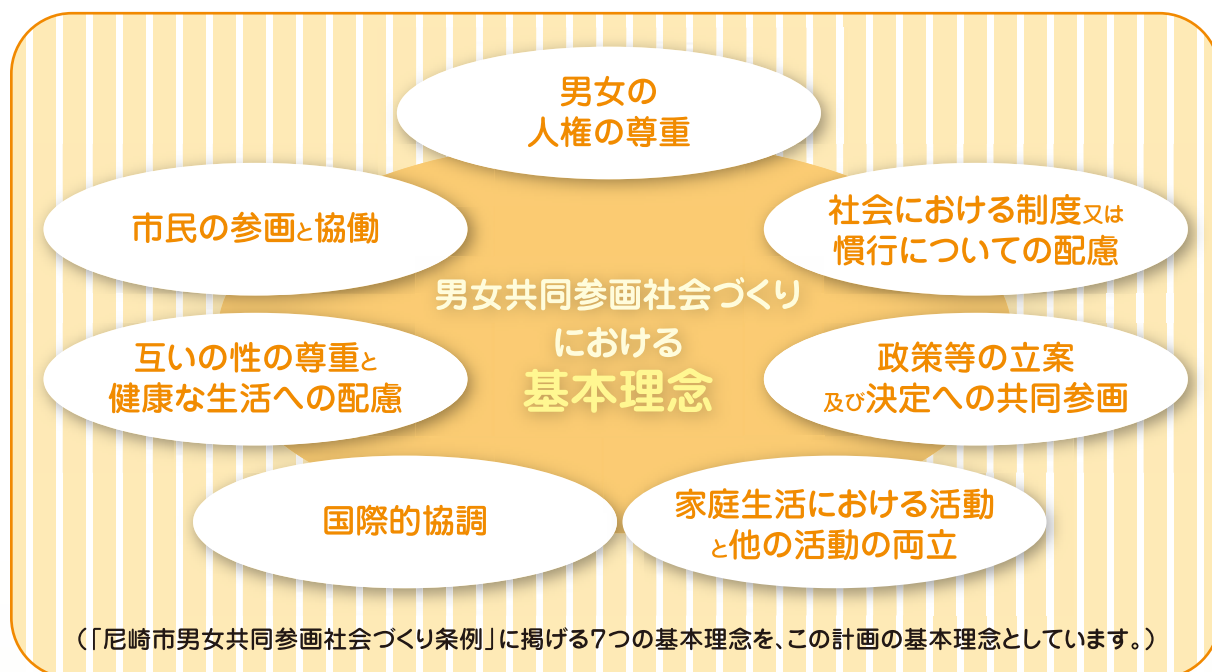 男女の
人権の尊重
社会における制度又は
慣行についての配慮
政策等の立案
及び決定への共同参画
家庭生活における活動
と他の活動の両立
国際的協調
互いの性の尊重と
健康な生活への配慮
市民の参画と協働
男女共同参画社会づくり
における
基本理念
（「尼崎市男女共同参画社会づくり条例」に掲げる7つの基本理念を、この計画の基本理念としています。）